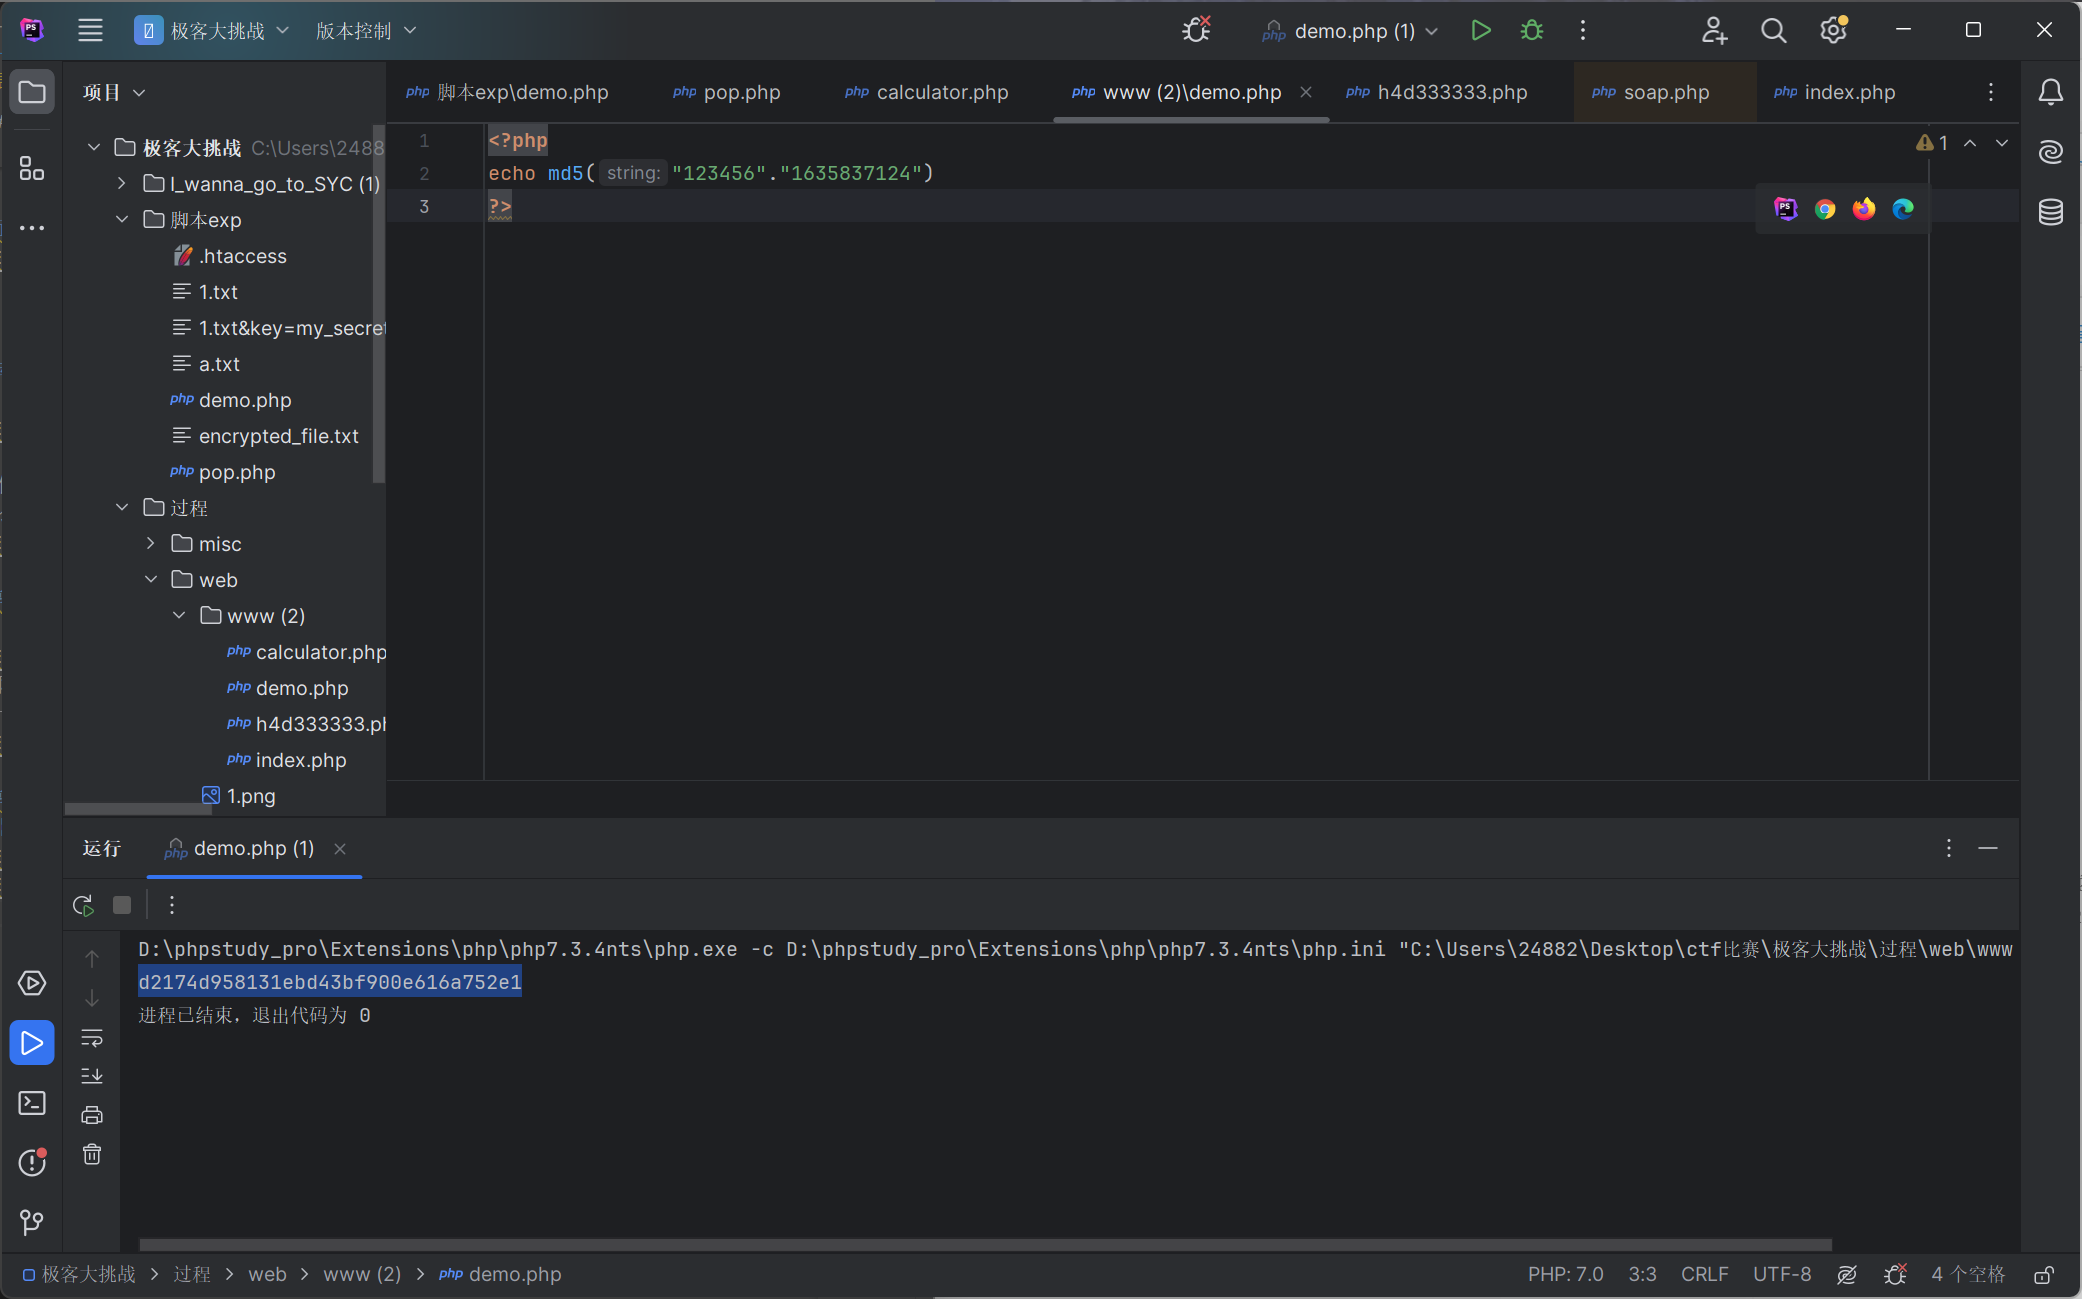 PS 极客大挑战 版本控制 php demo.php (1)
项目
脚本exp\demo.php pop.php calculator.php www (2)\demo.php h4d333333.php soap.php index.php
极客大挑战 C:\Users\2488
I_wanna_go_to_SYC (1)
脚本exp
.htaccess
1.txt
1.txt&key=my_secret
a.txt
php demo.php
encrypted_file.txt
php pop.php
过程
misc
web
www (2)
php calculator.php
php demo.php
php h4d333333.ph
php index.php
1.png
1 <?php
2 echo md5( string: "123456"."1635837124")
3 ?>
1
运行 php demo.php (1)
D:\phpstudy_pro\Extensions\php\php7.3.4nts\php.exe -c D:\phpstudy_pro\Extensions\php\php7.3.4nts\php.ini "C:\Users\24882\Desktop\ctf比赛\极客大挑战\过程\web\www
d2174d958131ebd43bf900e616a752e1
进程已结束，退出代码为 0
极客大挑战 > 过程 > web > www (2) > php demo.php PHP: 7.0 3:3 CRLF UTF-8 4 个空格